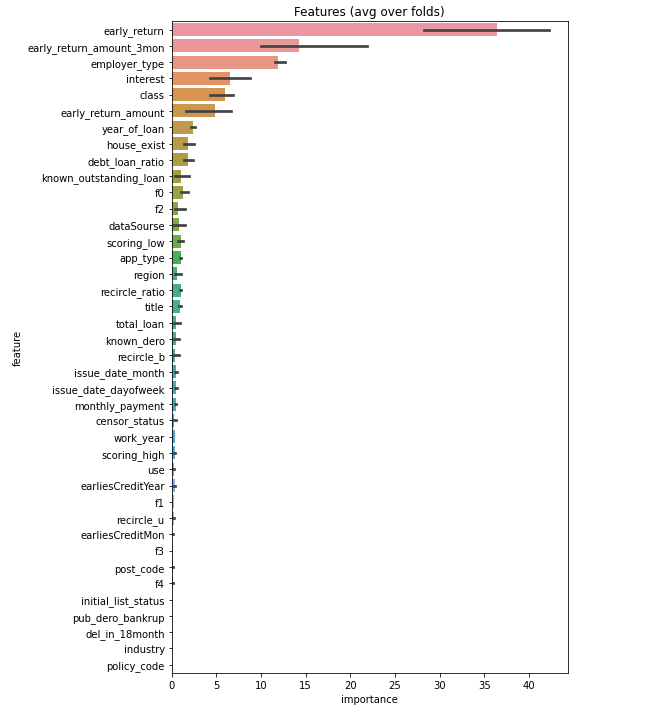 Features (avg over folds)
early_return
early_return_amount_3mon
employer_type
interest
class
early_return_amount
year_of_loan
house_exist
debt_loan_ratio
known_outstanding_loan
f0
f2
dataSourse
scoring_low
app_type
region
recircle_ratio
title
total_loan
known_dero
recircle_b
issue_date_month
issue_date_dayofweek
monthly_payment
censor_status
work_year
scoring_high
use
earliesCreditYear
f1
recircle_u
earliesCreditMon
f3
post_code
f4
initial_list_status
pub_dero_bankrup
del_in_18month
industry
policy_code
feature
0 5 10 15 20 25 30 35 40
importance